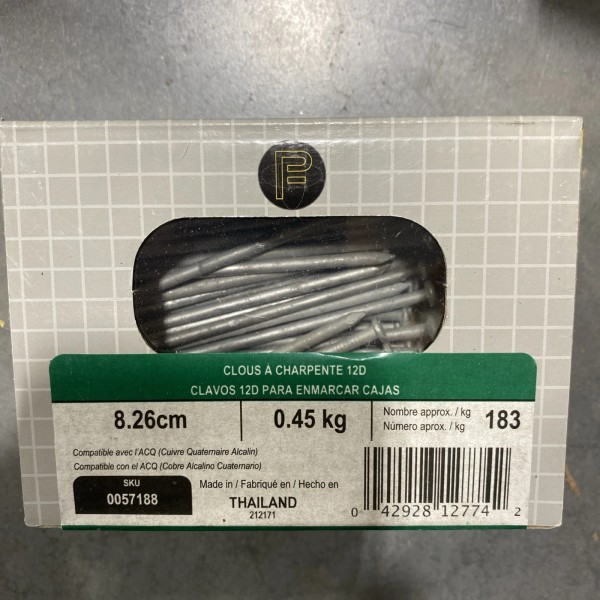 F
CLOUS À CHARPENTE 12D
CLAVOS 12D PARA ENMARCAR CAJAS
8.26cm
0.45 kg
Nombre approx. / kg
Número aprox. / kg
183
Compatible avec l'ACQ (Cuivre Quaternaire Alcalin)
Compatible con el ACQ (Cobre Alcalino Cuaternario)
SKU
0057188
Made in / Fabriqué en / Hecho en
THAILAND
212171
0 42928 12774 2